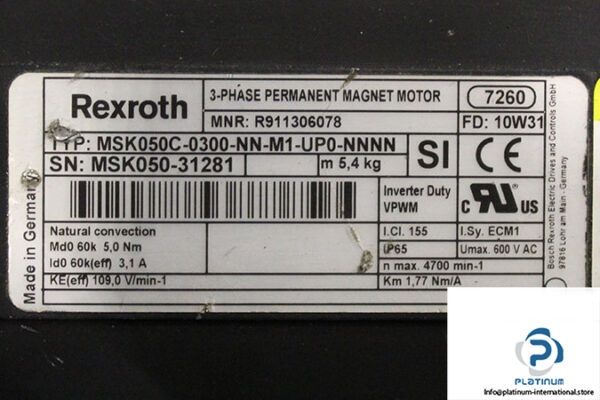 Rexroth
3-PHASE PERMANENT MAGNET MOTOR
7260
MNR: R911306078
FD: 10W31
TYP: MSK050C-0300-NN-M1-UP0-NNNN
SN: MSK050-31281
m 5,4 kg
SI
CE
Inverter Duty
VPWM
C US
Natural convection
Md0 60k 5,0 Nm
Id0 60k(eff) 3,1 A
KE(eff) 109,0 V/min-1
I.Cl. 155
I.Sy. ECM1
IP65
Umax. 600 V AC
n max. 4700 min-1
Km 1,77 Nm/A
Made in Germany
Bosch Rexroth Electric Drives and Controls GmbH
97816 Lohr am Main - Germany
PLATINUM
Info@platinum-international.store